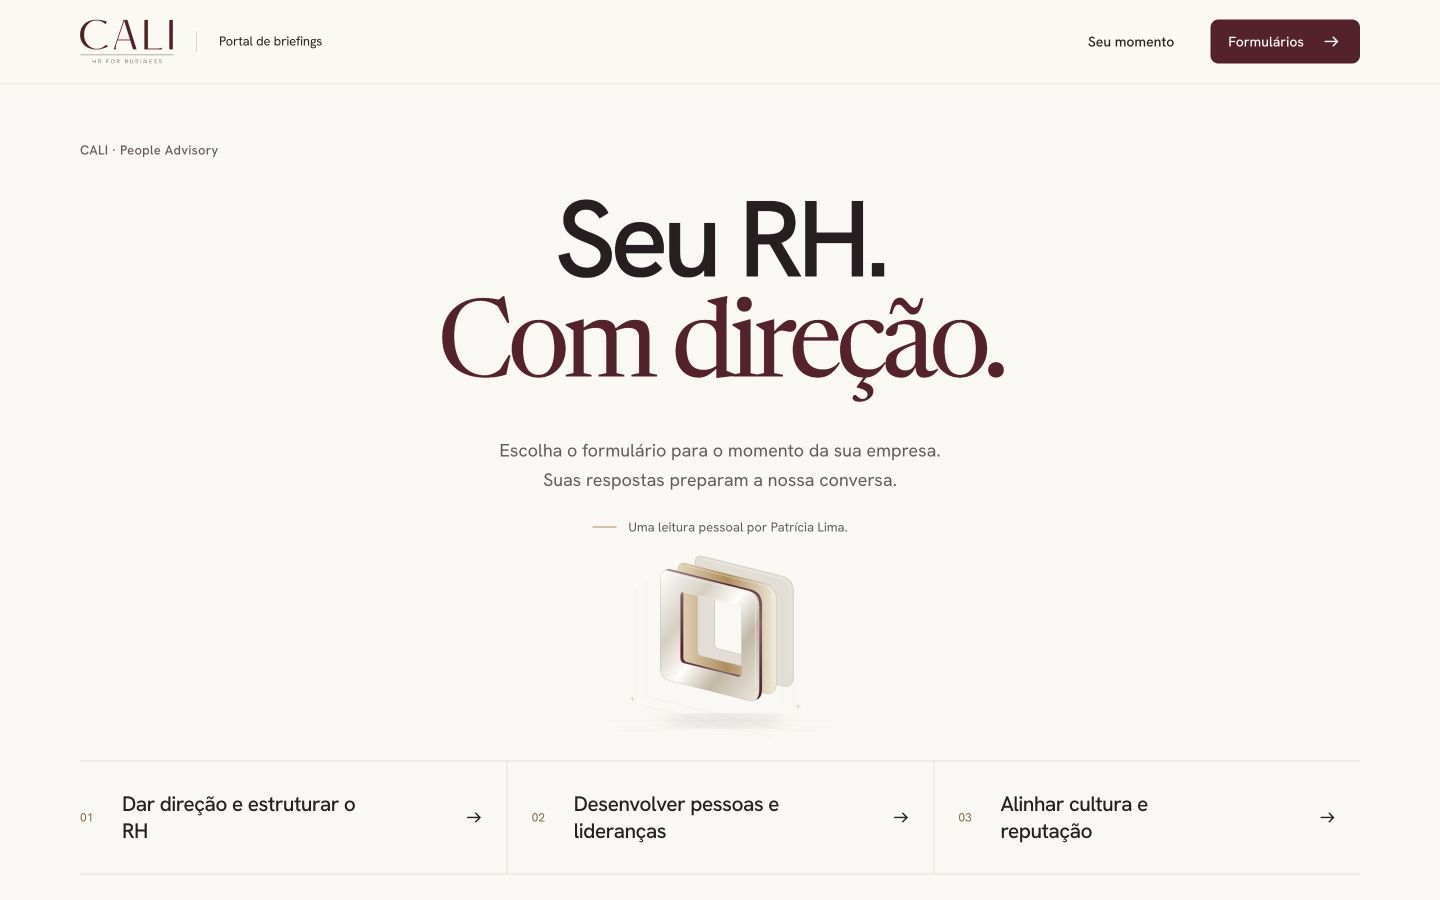 CALI
HR FOR BUSINESS
Portal de briefings
Seu momento
Formulários
CALI · People Advisory
Seu RH.
Com direção.
Escolha o formulário para o momento da sua empresa.
Suas respostas preparam a nossa conversa.
Uma leitura pessoal por Patrícia Lima.
01
Dar direção e estruturar o
RH
02
Desenvolver pessoas e
lideranças
03
Alinhar cultura e
reputação